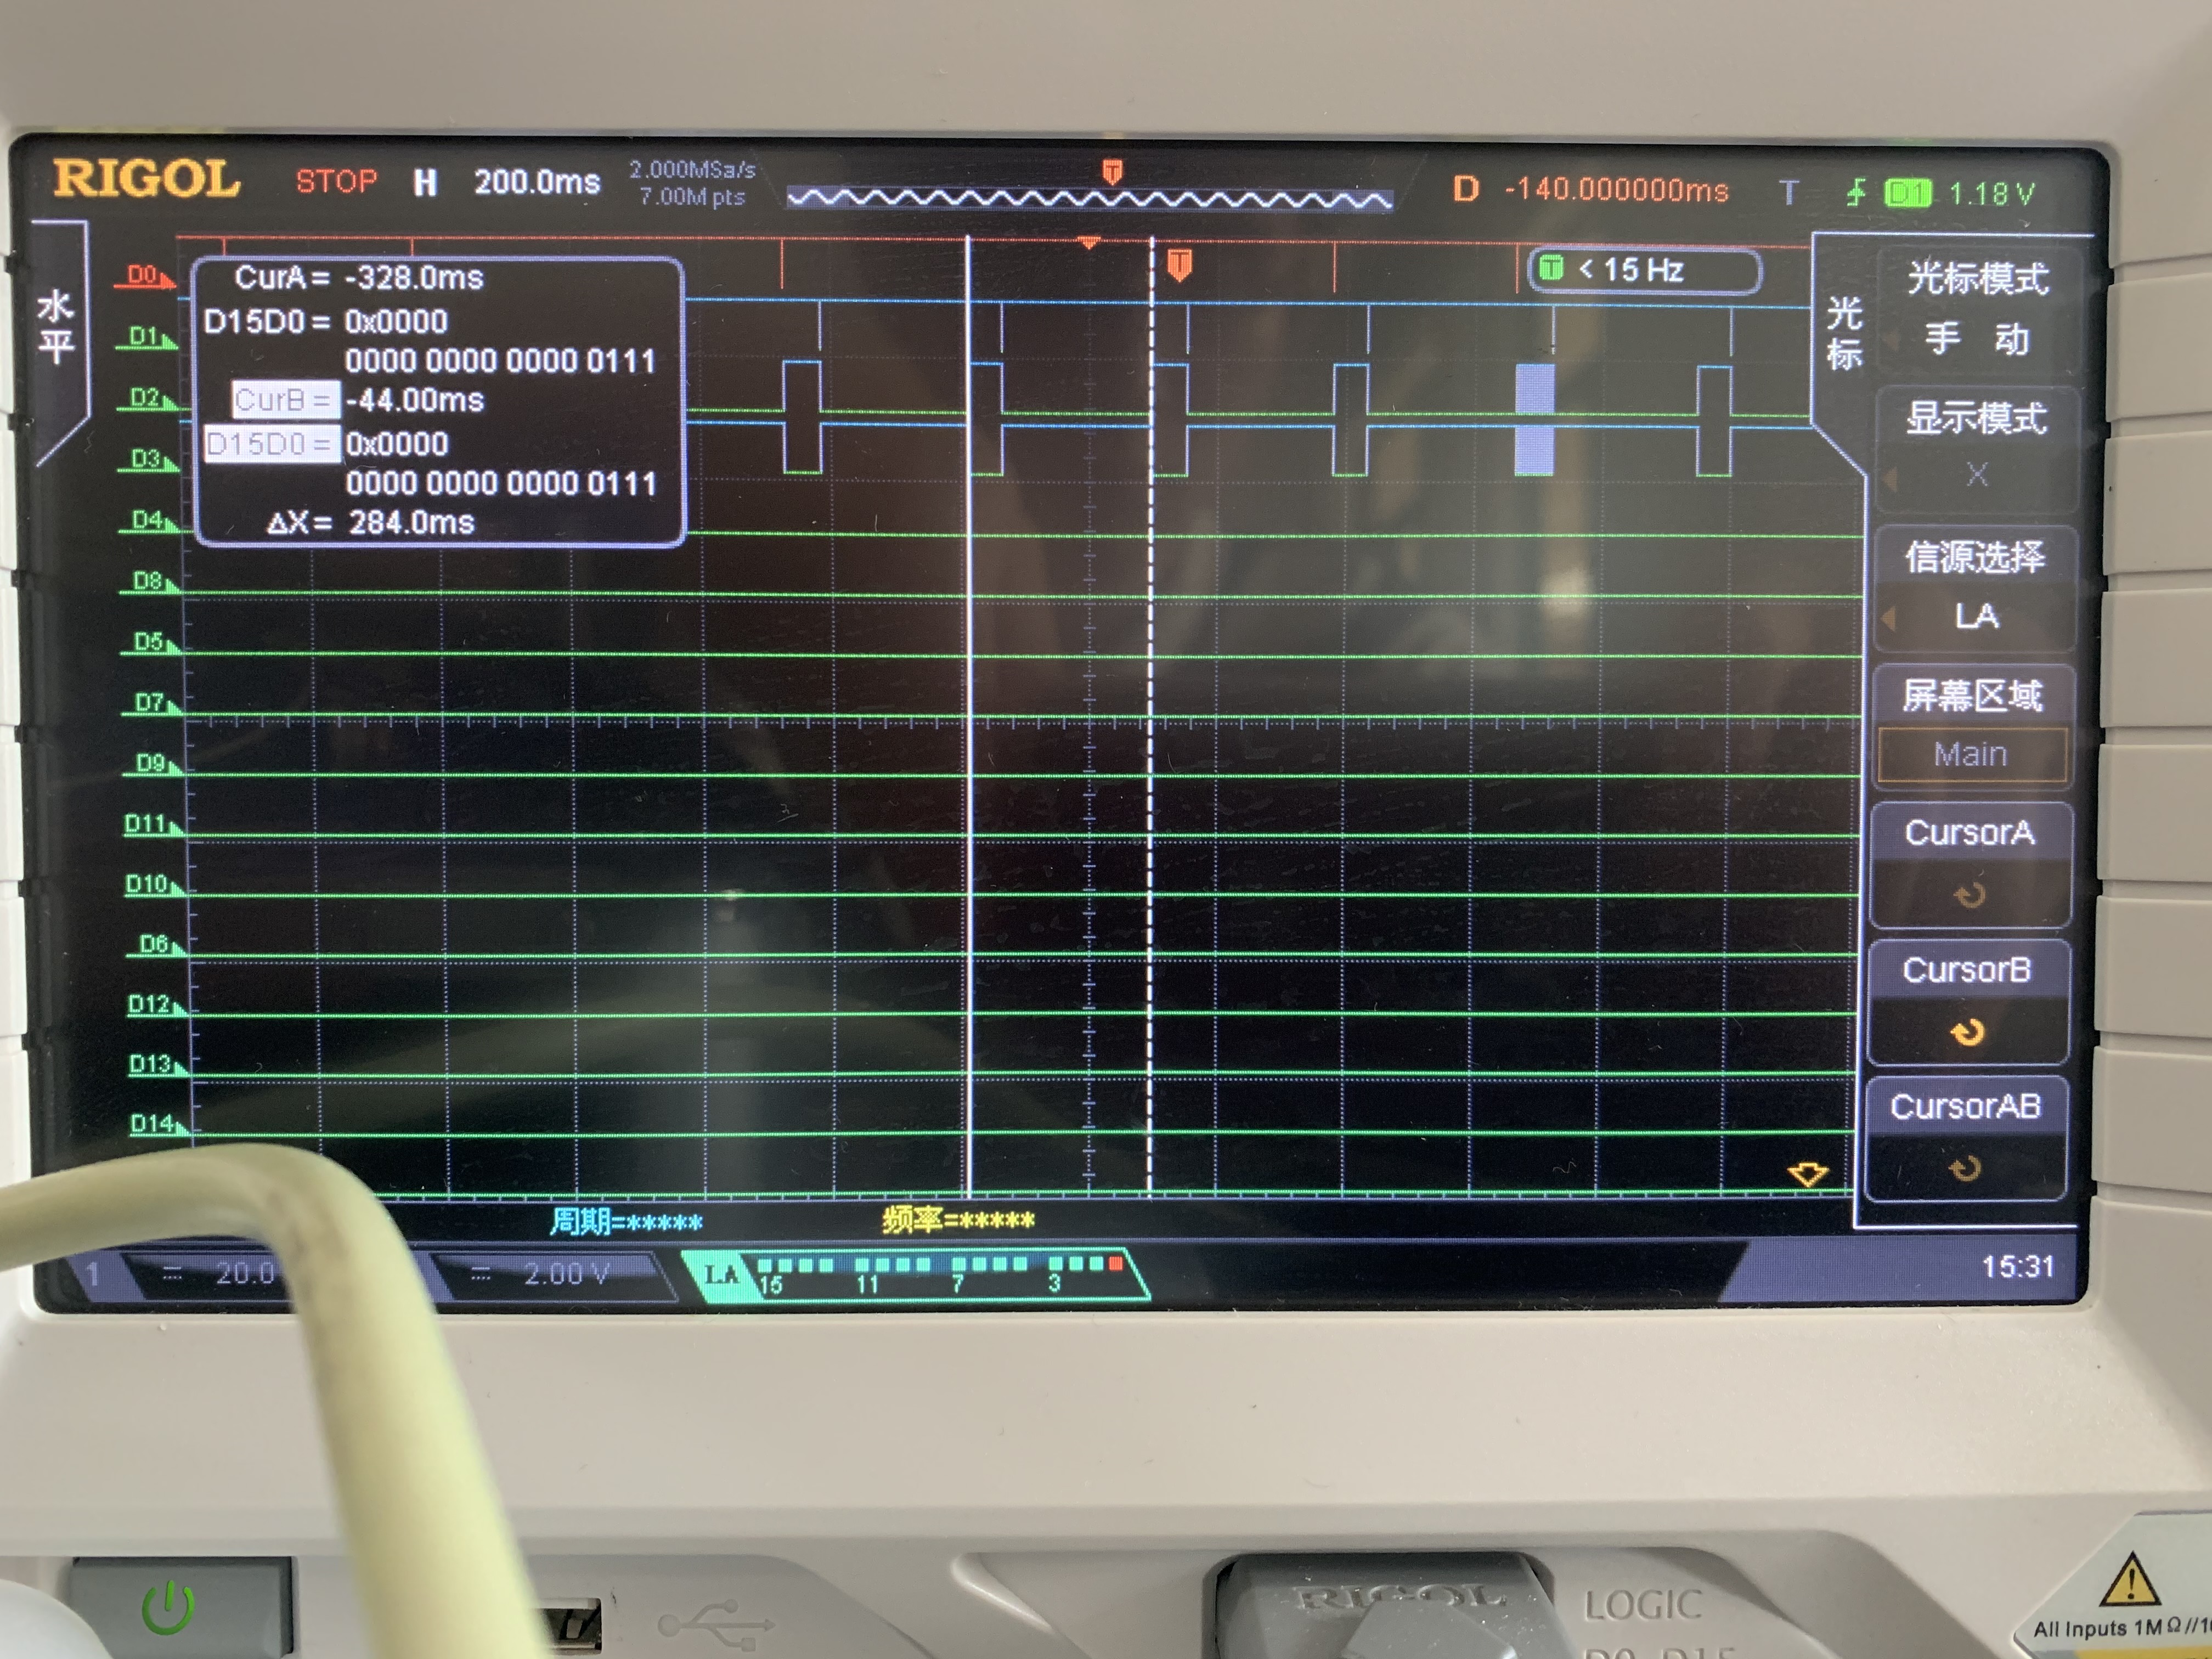 RIGOL STOP H 200.0ms 2.000MSa/s 7.00M pts D -140.000000ms T D1 1.18 V
水平
D0
D1
D2
D3
D4
D8
D5
D7
D9
D11
D10
D6
D12
D13
D14
CurA = -328.0ms
D15D0 = 0x0000
0000 0000 0000 0111
CurB = -44.00ms
D15D0 = 0x0000
0000 0000 0000 0111
ΔX = 284.0ms
T
T
T < 15 Hz
光标
光标模式
手 动
显示模式
X
信源选择
LA
屏幕区域
Main
CursorA
CursorB
CursorAB
周期=***** 频率=*****
1 20.0 2.00 V LA 15 11 7 3 15:31
RIGOL
LOGIC
D0-D15
All Inputs 1MΩ//1